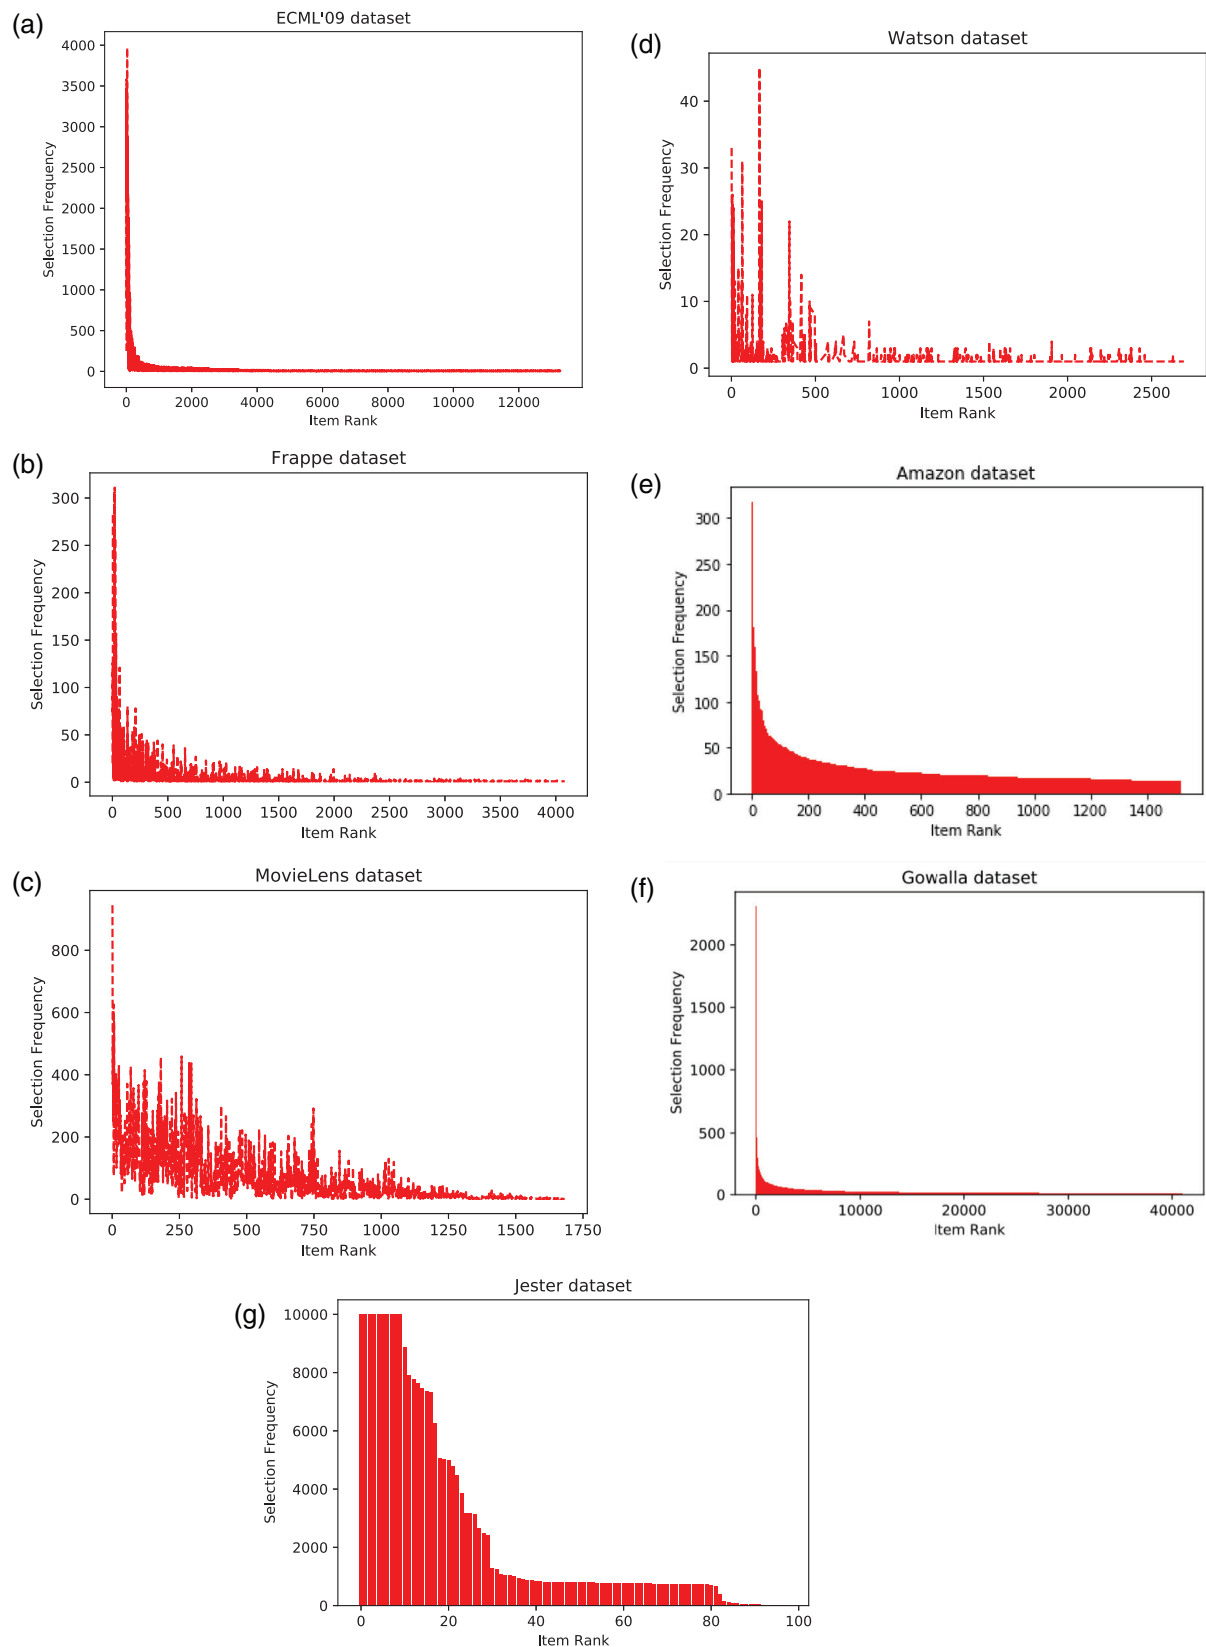 (a)
ECML'09 dataset
4000
3500
3000
2500
2000
1500
1000
500
0
Selection Frequency
0 2000 4000 6000 8000 10000 12000
Item Rank
(b)
Frappe dataset
300
250
200
150
100
50
0
Selection Frequency
0 500 1000 1500 2000 2500 3000 3500 4000
Item Rank
(c)
MovieLens dataset
800
600
400
200
0
Selection Frequency
0 250 500 750 1000 1250 1500 1750
Item Rank
(d)
Watson dataset
40
30
20
10
0
Selection Frequency
0 500 1000 1500 2000 2500
Item Rank
(e)
Amazon dataset
300
250
200
150
100
50
0
Selection Frequency
0 200 400 600 800 1000 1200 1400
Item Rank
(f)
Gowalla dataset
2000
1500
1000
500
0
Selection Frequency
0 10000 20000 30000 40000
Item Rank
(g)
Jester dataset
10000
8000
6000
4000
2000
0
Selection Frequency
0 20 40 60 80 100
Item Rank